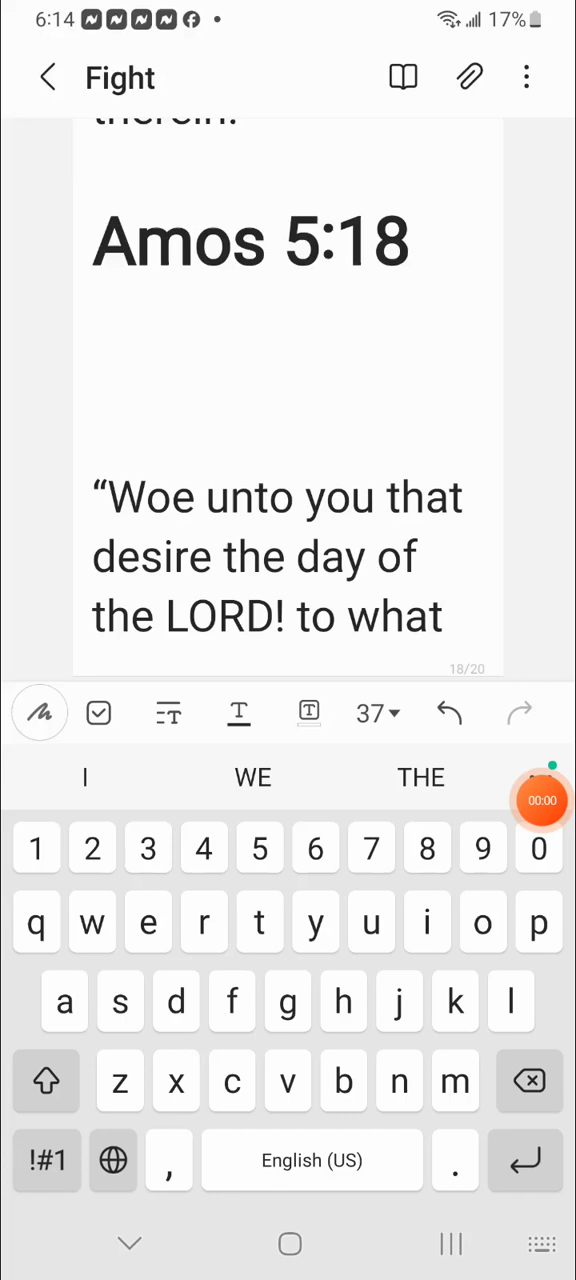 6:14 17%
Fight
therein.
Amos 5:18
“Woe unto you that
desire the day of
the LORD! to what
18/20
37
I WE THE
00:00
1 2 3 4 5 6 7 8 9 0
q w e r t y u i o p
a s d f g h j k l
z x c v b n m
!#1 , English (US) .